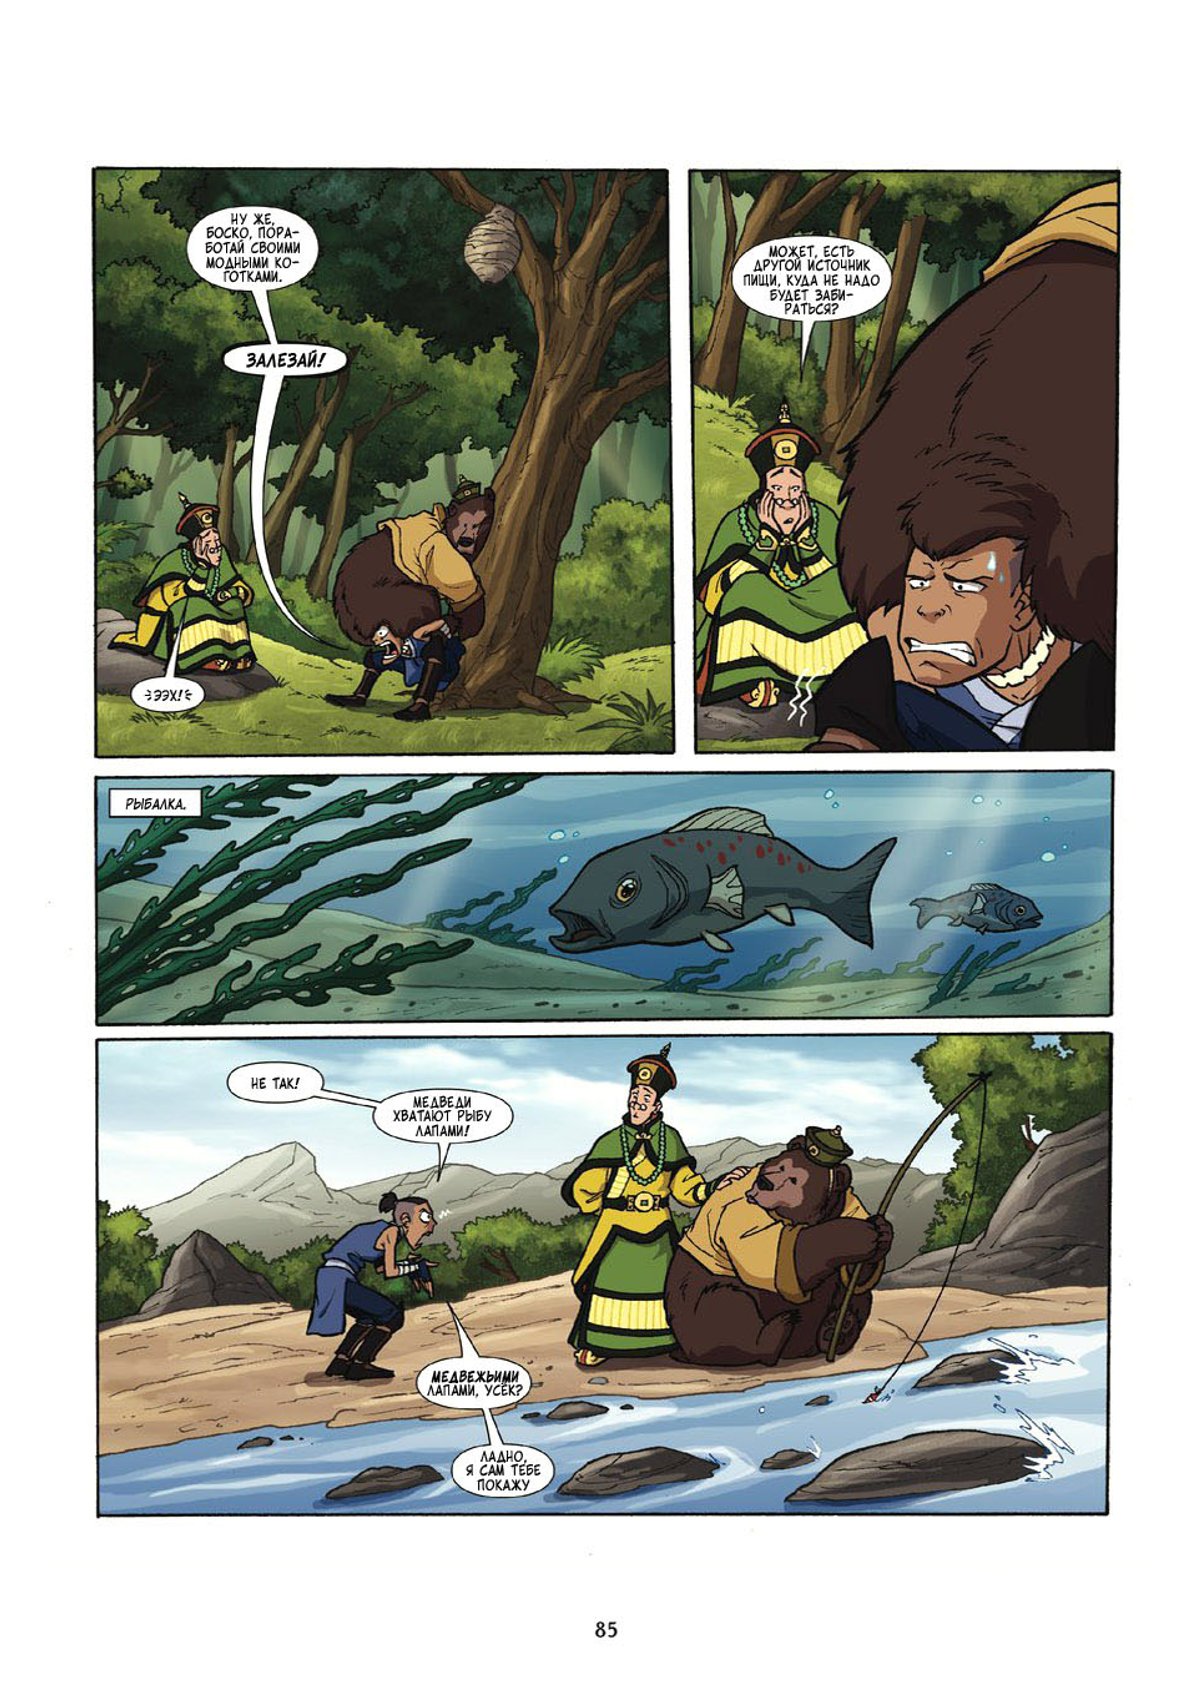 НУ ЖЕ,
БОСКО, ПОРА-
БОТАЙ СВОИМИ
МОДНЫМИ КО-
ГОТКАМИ.
ЗАЛЕЗАЙ!
ЭЭХ!
МОЖЕТ, ЕСТЬ
ДРУГОЙ ИСТОЧНИК
ПИЩИ, КУДА НЕ НАДО
БУДЕТ ЗАБИ-
РАТЬСЯ?
РЫБАЛКА.
НЕ ТАК!
МЕДВЕДИ
ХВАТАЮТ РЫБУ
ЛАПАМИ!
МЕДВЕЖЬИМИ
ЛАПАМИ, УСЁК?
ЛАДНО,
Я САМ ТЕБЕ
ПОКАЖУ
85